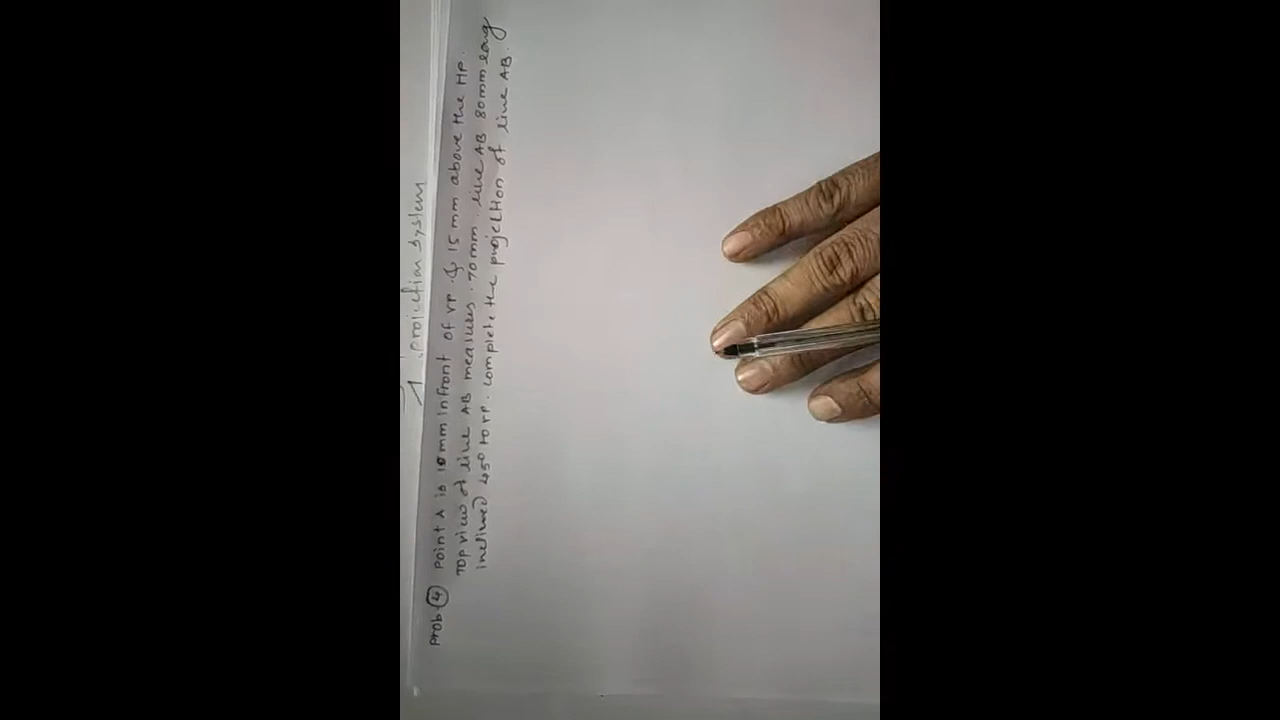 1. projection system
Prob. 4 point A is 10 mm infront of VP & 15 mm above the HP.
TOP view of line AB measures 70 mm. line AB 80 mm long
inclined 45° to VP. complete the projection of line AB.